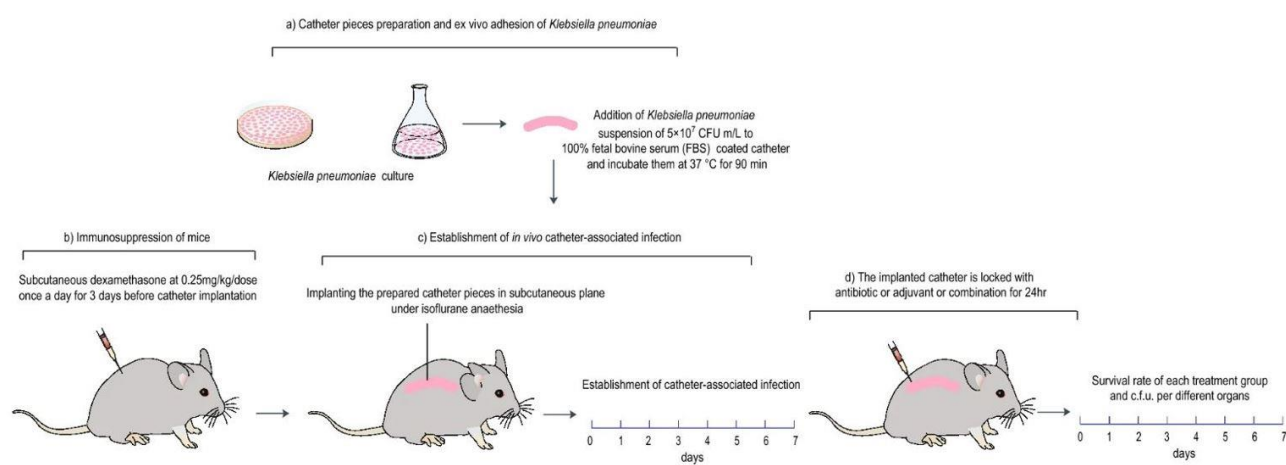 a) Catheter pieces preparation and ex vivo adhesion of Klebsiella pneumoniae
Addition of Klebsiella pneumoniae
suspension of 5×10⁷ CFU m/L to
100% fetal bovine serum (FBS) coated catheter
and incubate them at 37 °C for 90 min
Klebsiella pneumoniae culture
b) Immunosuppression of mice
Subcutaneous dexamethasone at 0.25mg/kg/dose
once a day for 3 days before catheter implantation
c) Establishment of in vivo catheter-associated infection
Implanting the prepared catheter pieces in subcutaneous plane
under isoflurane anaethesia
Establishment of catheter-associated infection
0 1 2 3 4 5 6 7
days
d) The implanted catheter is locked with
antibiotic or adjuvant or combination for 24hr
Survival rate of each treatment group
and c.f.u. per different organs
0 1 2 3 4 5 6 7
days